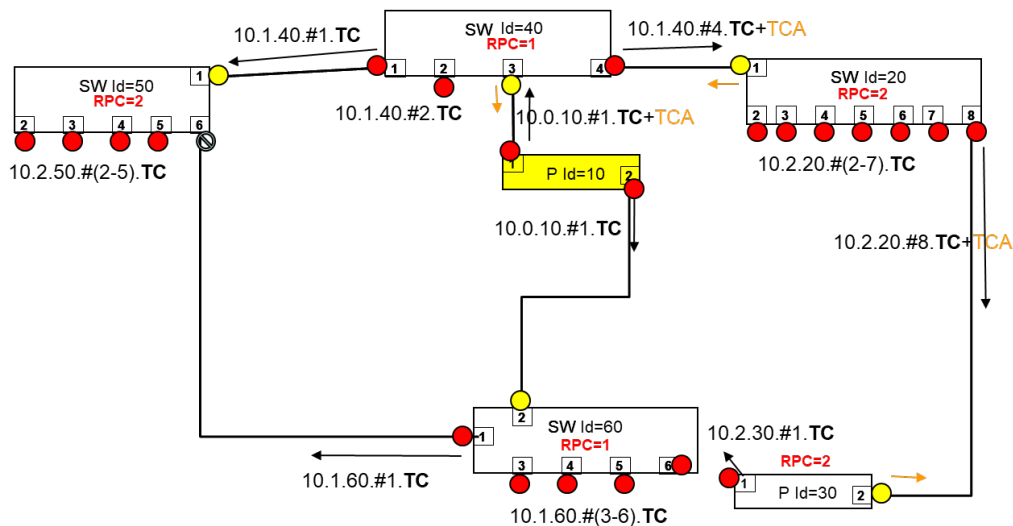 10.1.40.#1.TC
SW Id=40
RPC=1
1
2
3
4
10.1.40.#4.TC+TCA
10.1.40.#2.TC
SW Id=50
RPC=2
1
2
3
4
5
6
10.2.50.#(2-5).TC
10.0.10.#1.TC+TCA
1
SW Id=20
RPC=2
2
3
4
5
6
7
8
10.2.20.#(2-7).TC
1
P Id=10
2
10.0.10.#1.TC
10.2.20.#8.TC+TCA
2
SW Id=60
RPC=1
1
3
4
5
6
10.1.60.#1.TC
10.1.60.#(3-6).TC
10.2.30.#1.TC
RPC=2
1
P Id=30
2